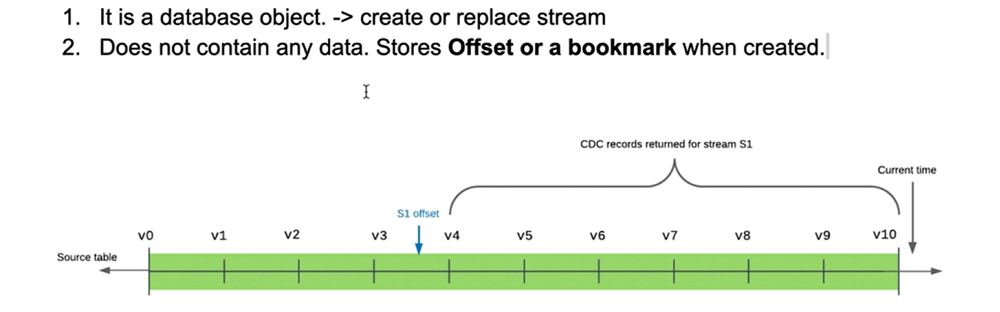 1. It is a database object. -> create or replace stream
2. Does not contain any data. Stores Offset or a bookmark when created.
CDC records returned for stream S1
Current time
S1 offset
v0 v1 v2 v3 v4 v5 v6 v7 v8 v9 v10
Source table